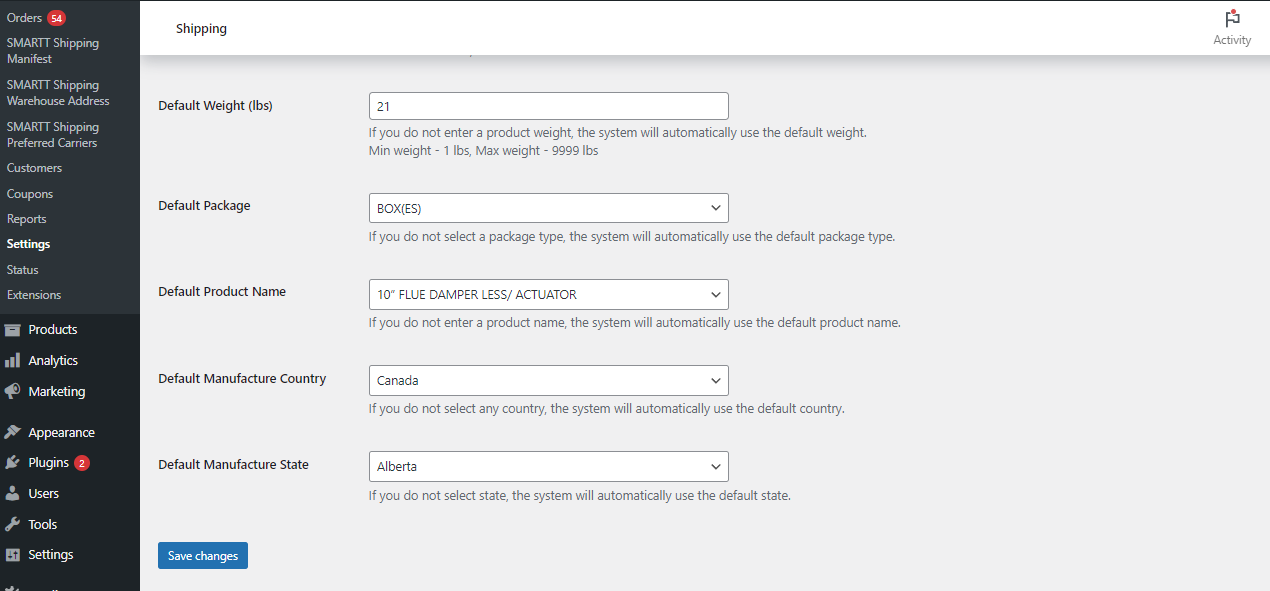 Orders 54
SMARTT Shipping
Manifest
SMARTT Shipping
Warehouse Address
SMARTT Shipping
Preferred Carriers
Customers
Coupons
Reports
Settings
Status
Extensions
Products
Analytics
Marketing
Appearance
Plugins 2
Users
Tools
Settings
Shipping
Activity
Default Weight (lbs)
21
If you do not enter a product weight, the system will automatically use the default weight.
Min weight - 1 lbs, Max weight - 9999 lbs
Default Package
BOX(ES)
If you do not select a package type, the system will automatically use the default package type.
Default Product Name
10" FLUE DAMPER LESS/ ACTUATOR
If you do not enter a product name, the system will automatically use the default product name.
Default Manufacture Country
Canada
If you do not select any country, the system will automatically use the default country.
Default Manufacture State
Alberta
If you do not select state, the system will automatically use the default state.
Save changes